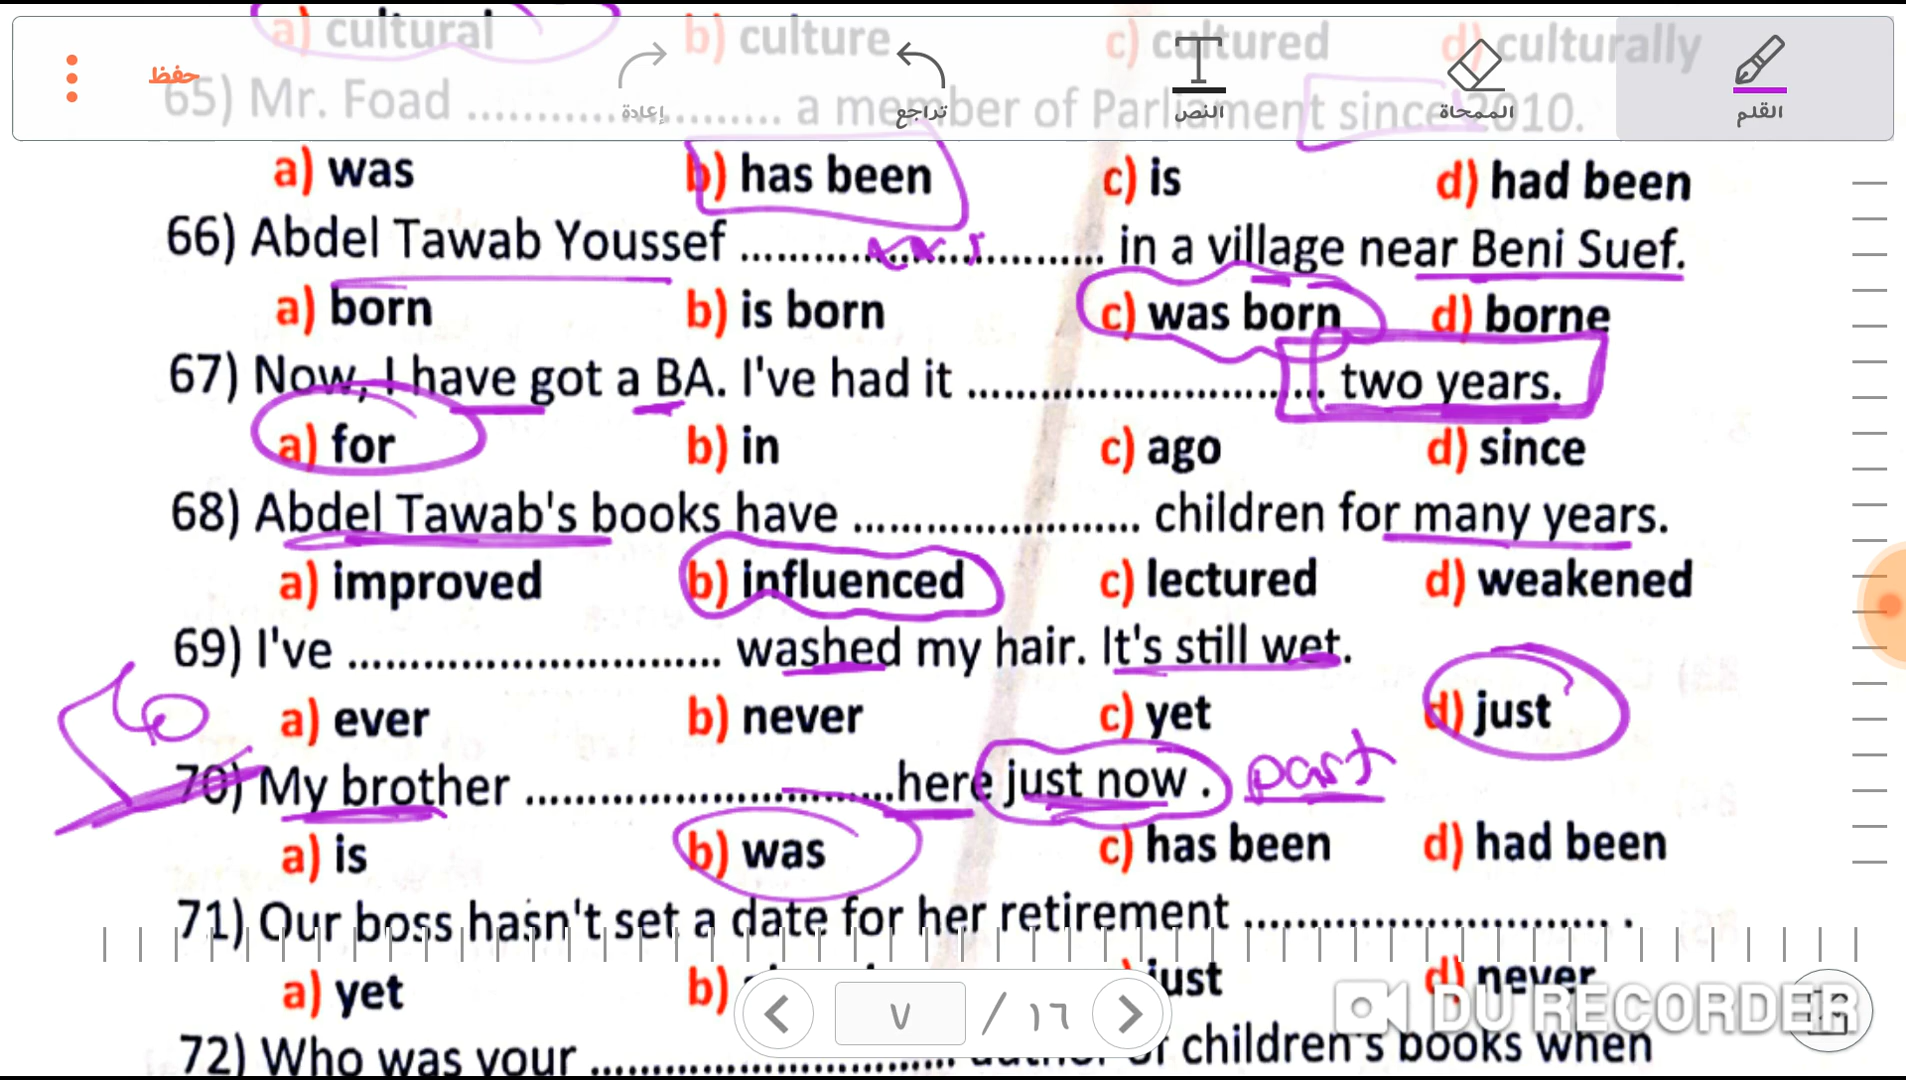 a) cultural b) culture c) cultured d) culturally
حفظ إعادة تراجع النص الممحاة القلم
65) Mr. Foad ........................ a member of Parliament since 2010.
a) was b) has been c) is d) had been
66) Abdel Tawab Youssef ........................ in a village near Beni Suef.
was
a) born b) is born c) was born d) borne
67) Now, I have got a BA. I've had it ........................ two years.
a) for b) in c) ago d) since
68) Abdel Tawab's books have ........................ children for many years.
a) improved b) influenced c) lectured d) weakened
69) I've ........................ washed my hair. It's still wet.
a) ever b) never c) yet d) just
70) My brother ........................here just now . past
a) is b) was c) has been d) had been
71) Our boss hasn't set a date for her retirement ........................ .
a) yet b) just d) never
٧ / ١٦
DU RECORDER
72) Who was your ........................ author of children's books when